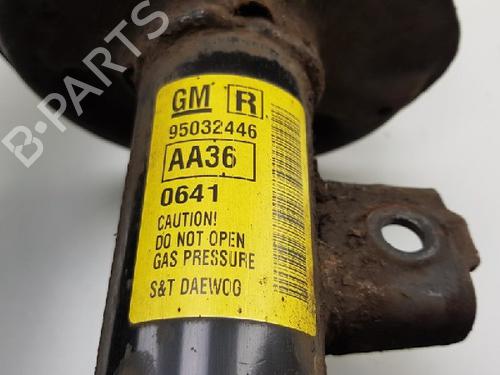 GM R
95032446
AA36
0641
CAUTION!
DO NOT OPEN
GAS PRESSURE
S&T DAEWOO
B-PARTS